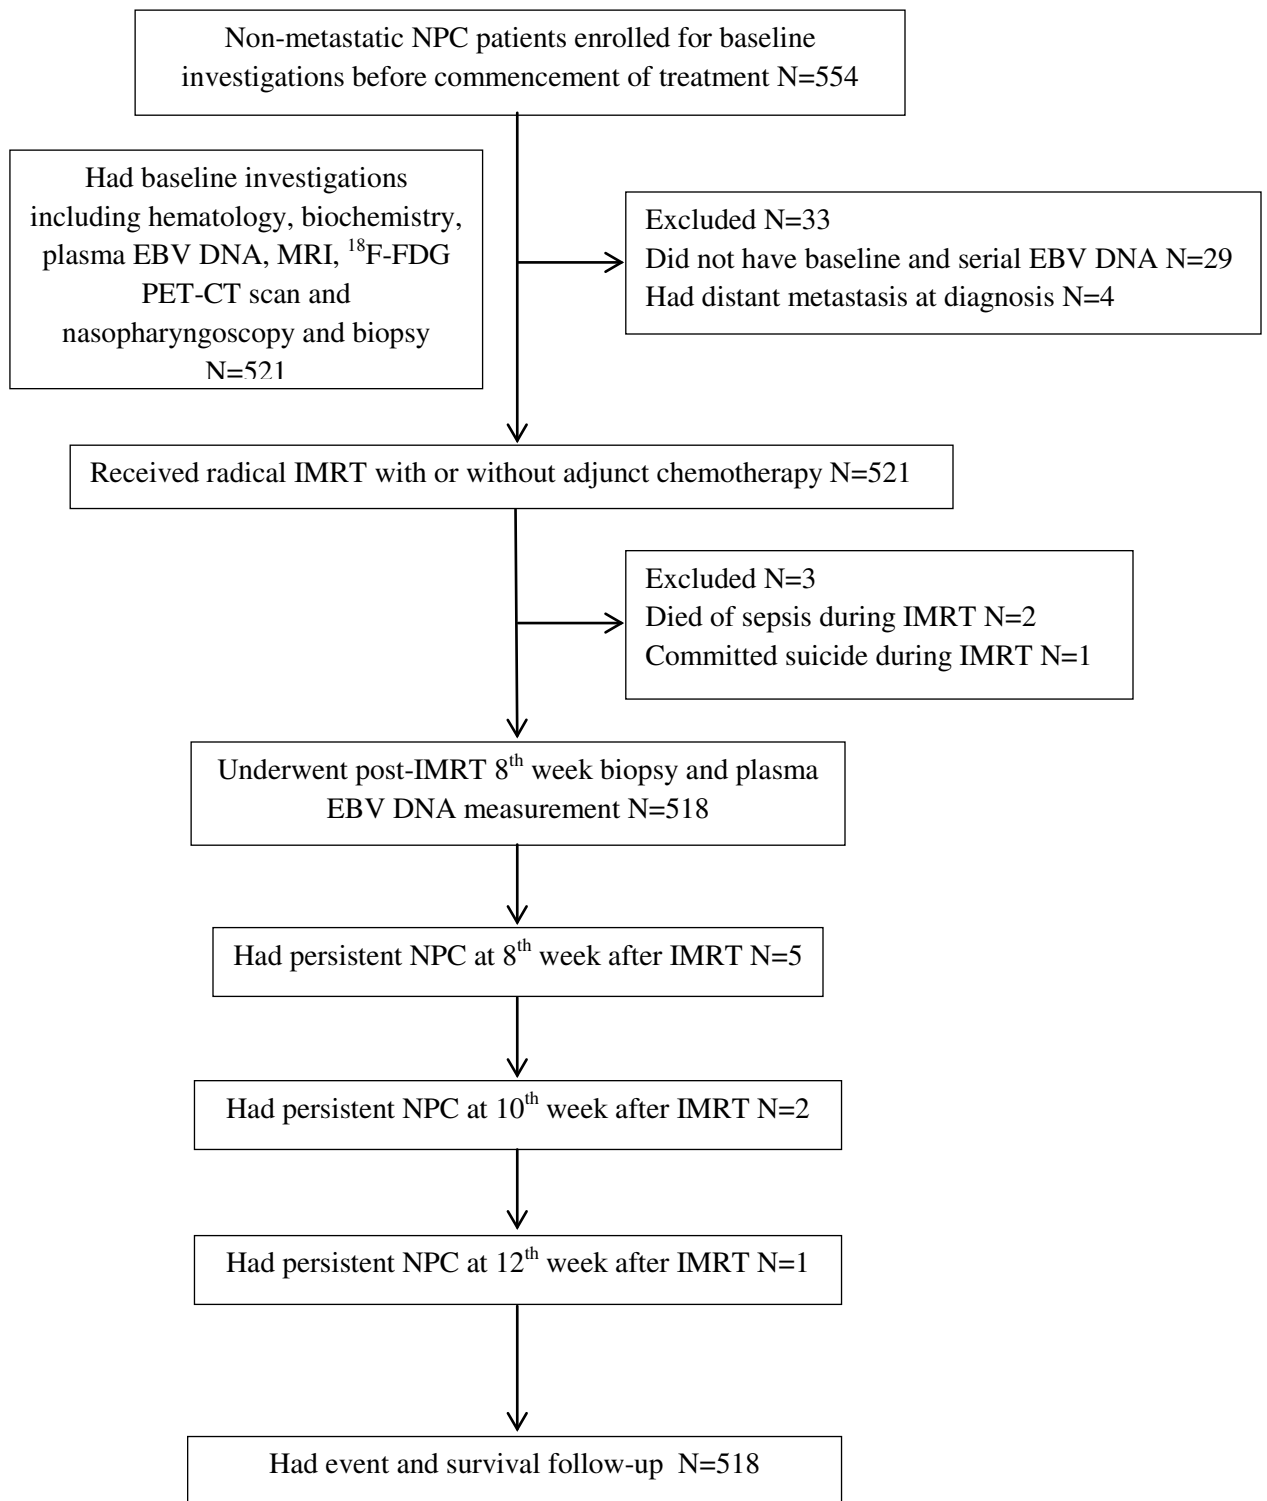 Non-metastatic NPC patients enrolled for baseline
investigations before commencement of treatment N=554
Had baseline investigations
including hematology, biochemistry,
plasma EBV DNA, MRI, ¹⁸F-FDG
PET-CT scan and
nasopharyngoscopy and biopsy
N=521
Excluded N=33
Did not have baseline and serial EBV DNA N=29
Had distant metastasis at diagnosis N=4
Received radical IMRT with or without adjunct chemotherapy N=521
Excluded N=3
Died of sepsis during IMRT N=2
Committed suicide during IMRT N=1
Underwent post-IMRT 8ᵗʰ week biopsy and plasma
EBV DNA measurement N=518
Had persistent NPC at 8ᵗʰ week after IMRT N=5
Had persistent NPC at 10ᵗʰ week after IMRT N=2
Had persistent NPC at 12ᵗʰ week after IMRT N=1
Had event and survival follow-up N=518